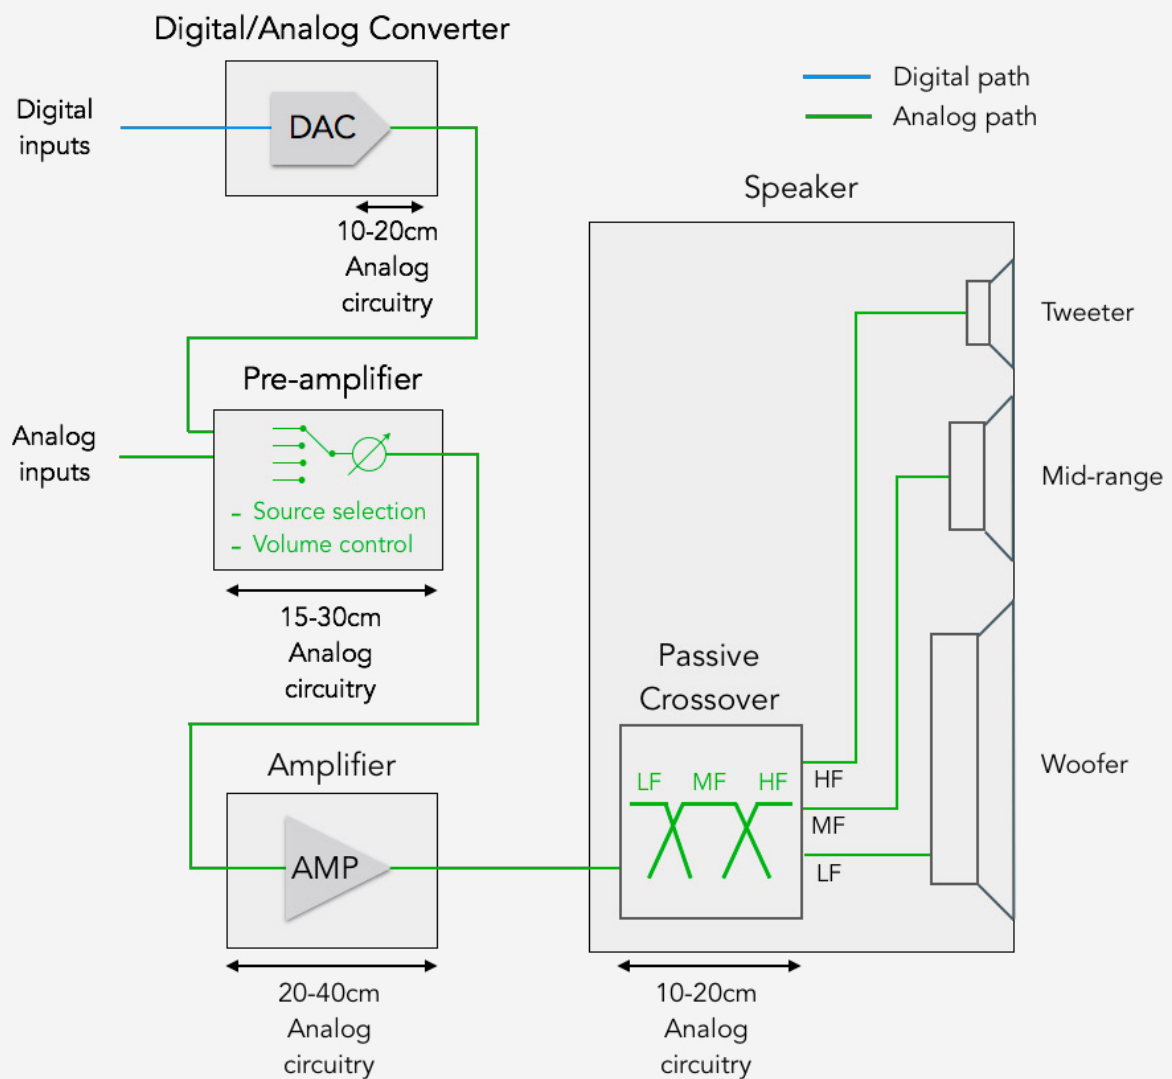 Digital/Analog Converter
Digital
inputs
DAC
Digital path
Analog path
10-20cm
Analog
circuitry
Speaker
Tweeter
Pre-amplifier
Analog
inputs
- Source selection
- Volume control
Mid-range
15-30cm
Analog
circuitry
Passive
Crossover
Amplifier
AMP
LF MF HF
HF
MF
LF
Woofer
20-40cm
Analog
circuitry
10-20cm
Analog
circuitry